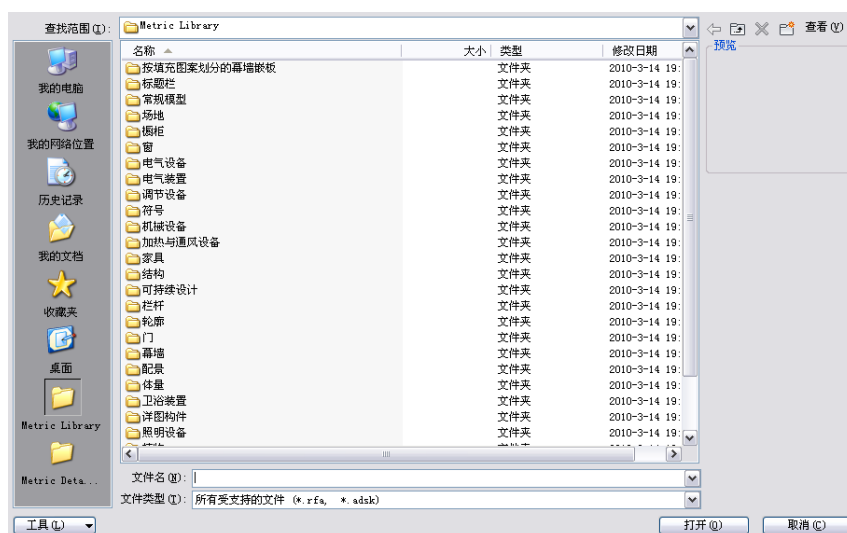 查找范围(I): Metric Library 查看(V)
名称 大小 类型 修改日期 预览
按填充图案划分的幕墙嵌板 文件夹 2010-3-14 19:
标题栏 文件夹 2010-3-14 19:
常规模型 文件夹 2010-3-14 19:
场地 文件夹 2010-3-14 19:
橱柜 文件夹 2010-3-14 19:
窗 文件夹 2010-3-14 19:
电气设备 文件夹 2010-3-14 19:
电气装置 文件夹 2010-3-14 19:
调节设备 文件夹 2010-3-14 19:
符号 文件夹 2010-3-14 19:
机械设备 文件夹 2010-3-14 19:
加热与通风设备 文件夹 2010-3-14 19:
家具 文件夹 2010-3-14 19:
结构 文件夹 2010-3-14 19:
可持续设计 文件夹 2010-3-14 19:
栏杆 文件夹 2010-3-14 19:
轮廓 文件夹 2010-3-14 19:
门 文件夹 2010-3-14 19:
幕墙 文件夹 2010-3-14 19:
配景 文件夹 2010-3-14 19:
体量 文件夹 2010-3-14 19:
卫浴装置 文件夹 2010-3-14 19:
详图构件 文件夹 2010-3-14 19:
照明设备 文件夹 2010-3-14 19:
我的电脑
我的网络位置
历史记录
我的文档
收藏夹
桌面
Metric Library
Metric Deta...
文件名(N):
文件类型(T): 所有受支持的文件 (*.rfa, *.adsk)
工具(L) 打开(O) 取消(C)